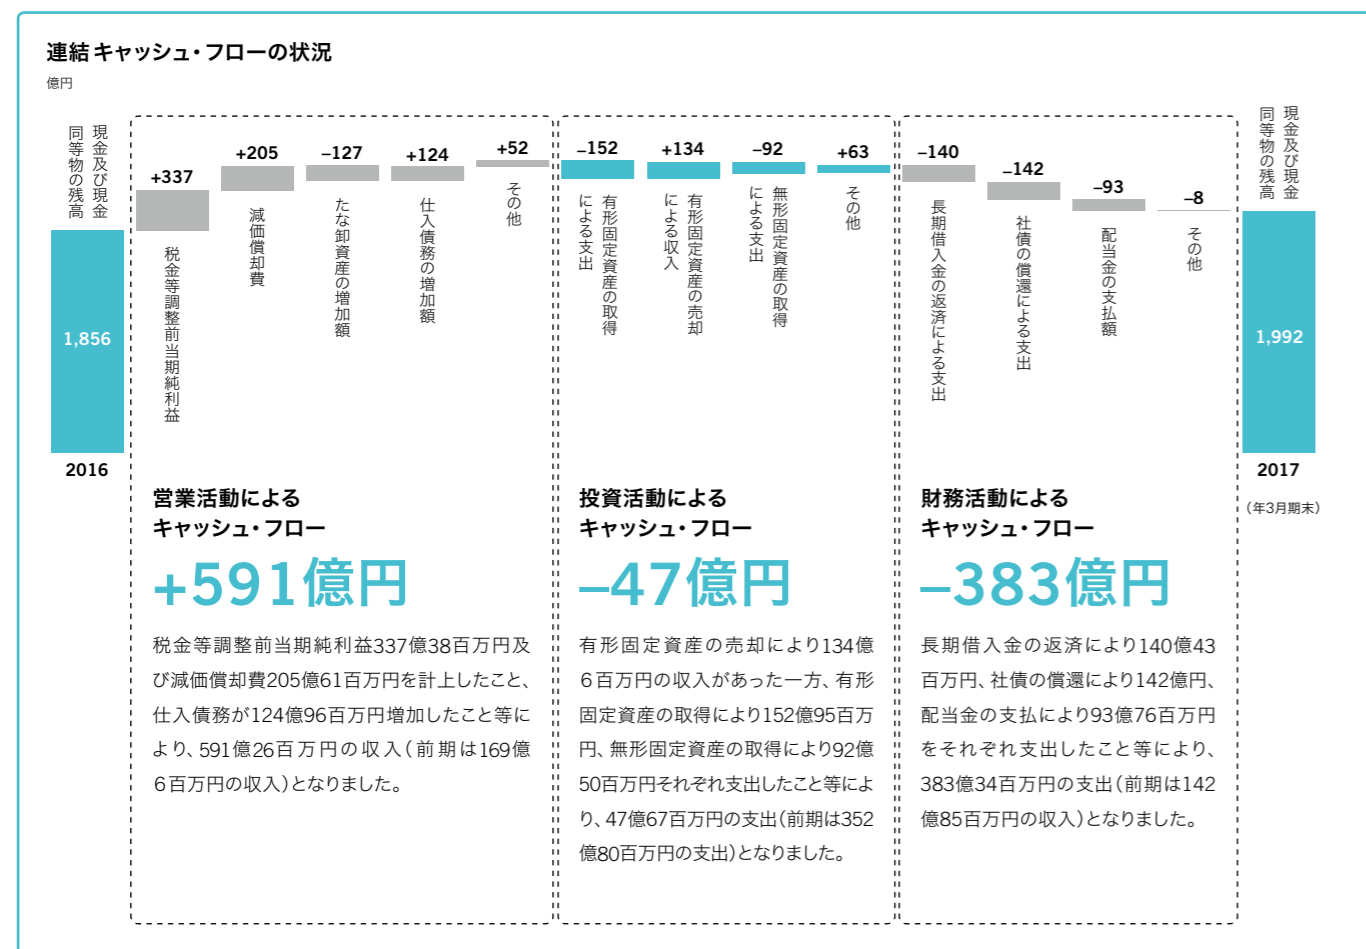 連結キャッシュ・フローの状況
億円
現金及び現金
同等物の残高
1,856
2016
+337
税金等調整前当期純利益
+205
減価償却費
–127
たな卸資産の増加額
+124
仕入債務の増加額
+52
その他
–152
有形固定資産の取得
による支出
+134
有形固定資産の売却
による収入
–92
無形固定資産の取得
による支出
+63
その他
–140
長期借入金の返済による支出
–142
社債の償還による支出
–93
配当金の支払額
–8
その他
現金及び現金
同等物の残高
1,992
2017
（年3月期末）
営業活動による
キャッシュ・フロー
+591億円
税金等調整前当期純利益337億38百万円及
び減価償却費205億61百万円を計上したこと、
仕入債務が124億96百万円増加したこと等に
より、591億26百万円の収入（前期は169億
6百万円の収入）となりました。
投資活動による
キャッシュ・フロー
–47億円
有形固定資産の売却により134億
6百万円の収入があった一方、有形
固定資産の取得により152億95百万
円、無形固定資産の取得により92億
50百万円それぞれ支出したこと等によ
り、47億67百万円の支出（前期は352
億80百万円の支出）となりました。
財務活動による
キャッシュ・フロー
–383億円
長期借入金の返済により140億43
百万円、社債の償還により142億円、
配当金の支払により93億76百万円
をそれぞれ支出したこと等により、
383億34百万円の支出（前期は142
億85百万円の収入）となりました。